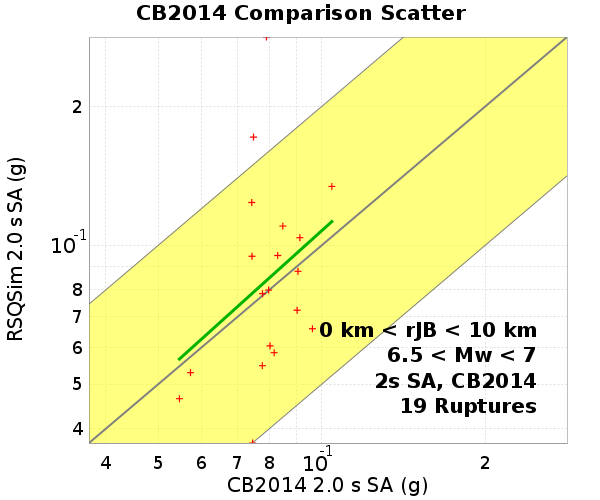 CB2014 Comparison Scatter
RSQSim 2.0 s SA (g)
2
10^-1
8
7
6
5
4
0 km < rJB < 10 km
6.5 < Mw < 7
2s SA, CB2014
19 Ruptures
4 5 6 7 8 10^-1 2
CB2014 2.0 s SA (g)